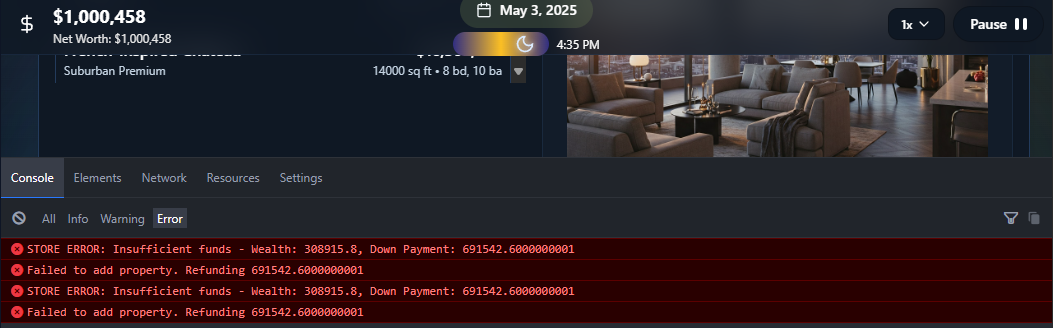 $
$1,000,458
Net Worth: $1,000,458
May 3, 2025
4:35 PM
1x
Pause
Suburban Premium
14000 sq ft • 8 bd, 10 ba
Console
Elements
Network
Resources
Settings
All
Info
Warning
Error
STORE ERROR: Insufficient funds - Wealth: 308915.8, Down Payment: 691542.6000000001
Failed to add property. Refunding 691542.6000000001
STORE ERROR: Insufficient funds - Wealth: 308915.8, Down Payment: 691542.6000000001
Failed to add property. Refunding 691542.6000000001